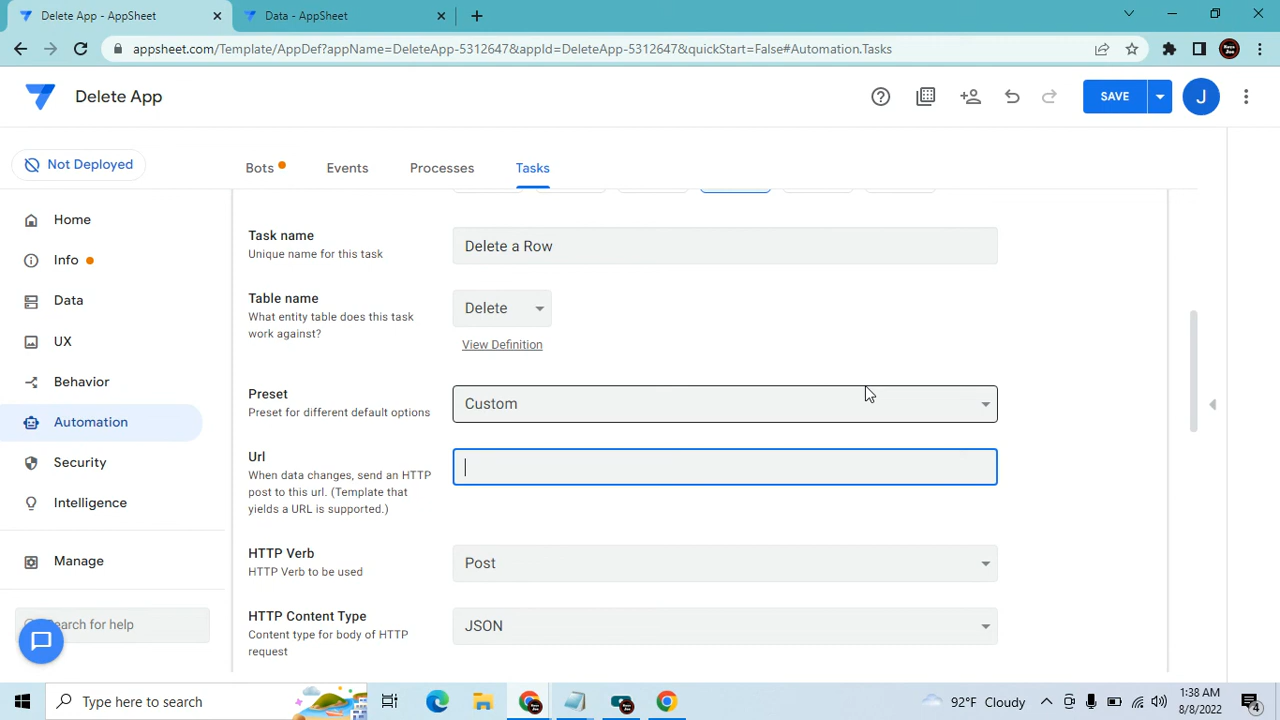 Delete App - AppSheet
Data - AppSheet
appsheet.com/Template/AppDef?appName=DeleteApp-5312647&appId=DeleteApp-5312647&quickStart=False#Automation.Tasks
Delete App
SAVE
J
Not Deployed
Bots
Events
Processes
Tasks
Home
Info
Data
UX
Behavior
Automation
Security
Intelligence
Manage
Search for help
Task name
Unique name for this task
Delete a Row
Table name
What entity table does this task
work against?
Delete
View Definition
Preset
Preset for different default options
Custom
Url
When data changes, send an HTTP
post to this url. (Template that
yields a URL is supported.)
HTTP Verb
HTTP Verb to be used
Post
HTTP Content Type
Content type for body of HTTP
request
JSON
Type here to search
92°F Cloudy
1:38 AM
8/8/2022
4